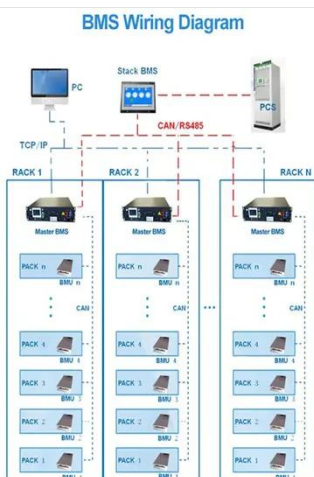 BMS Wiring Diagram
Stack BMS
PC
PCS
CAN/RS485
TCP/IP
RACK 1
RACK 2
RACK N
Master BMS
Master BMS
Master BMS
PACK n
BMU n
PACK n
BMU n
PACK n
BMU n
CAN
CAN
...
CAN
PACK 4
BMU 4
PACK 4
BMU 4
PACK 4
BMU 4
PACK 3
BMU 3
PACK 3
BMU 3
PACK 3
BMU 3
PACK 2
BMU 2
PACK 2
BMU 2
PACK 2
BMU 2
PACK 1
PACK 1
PACK 1